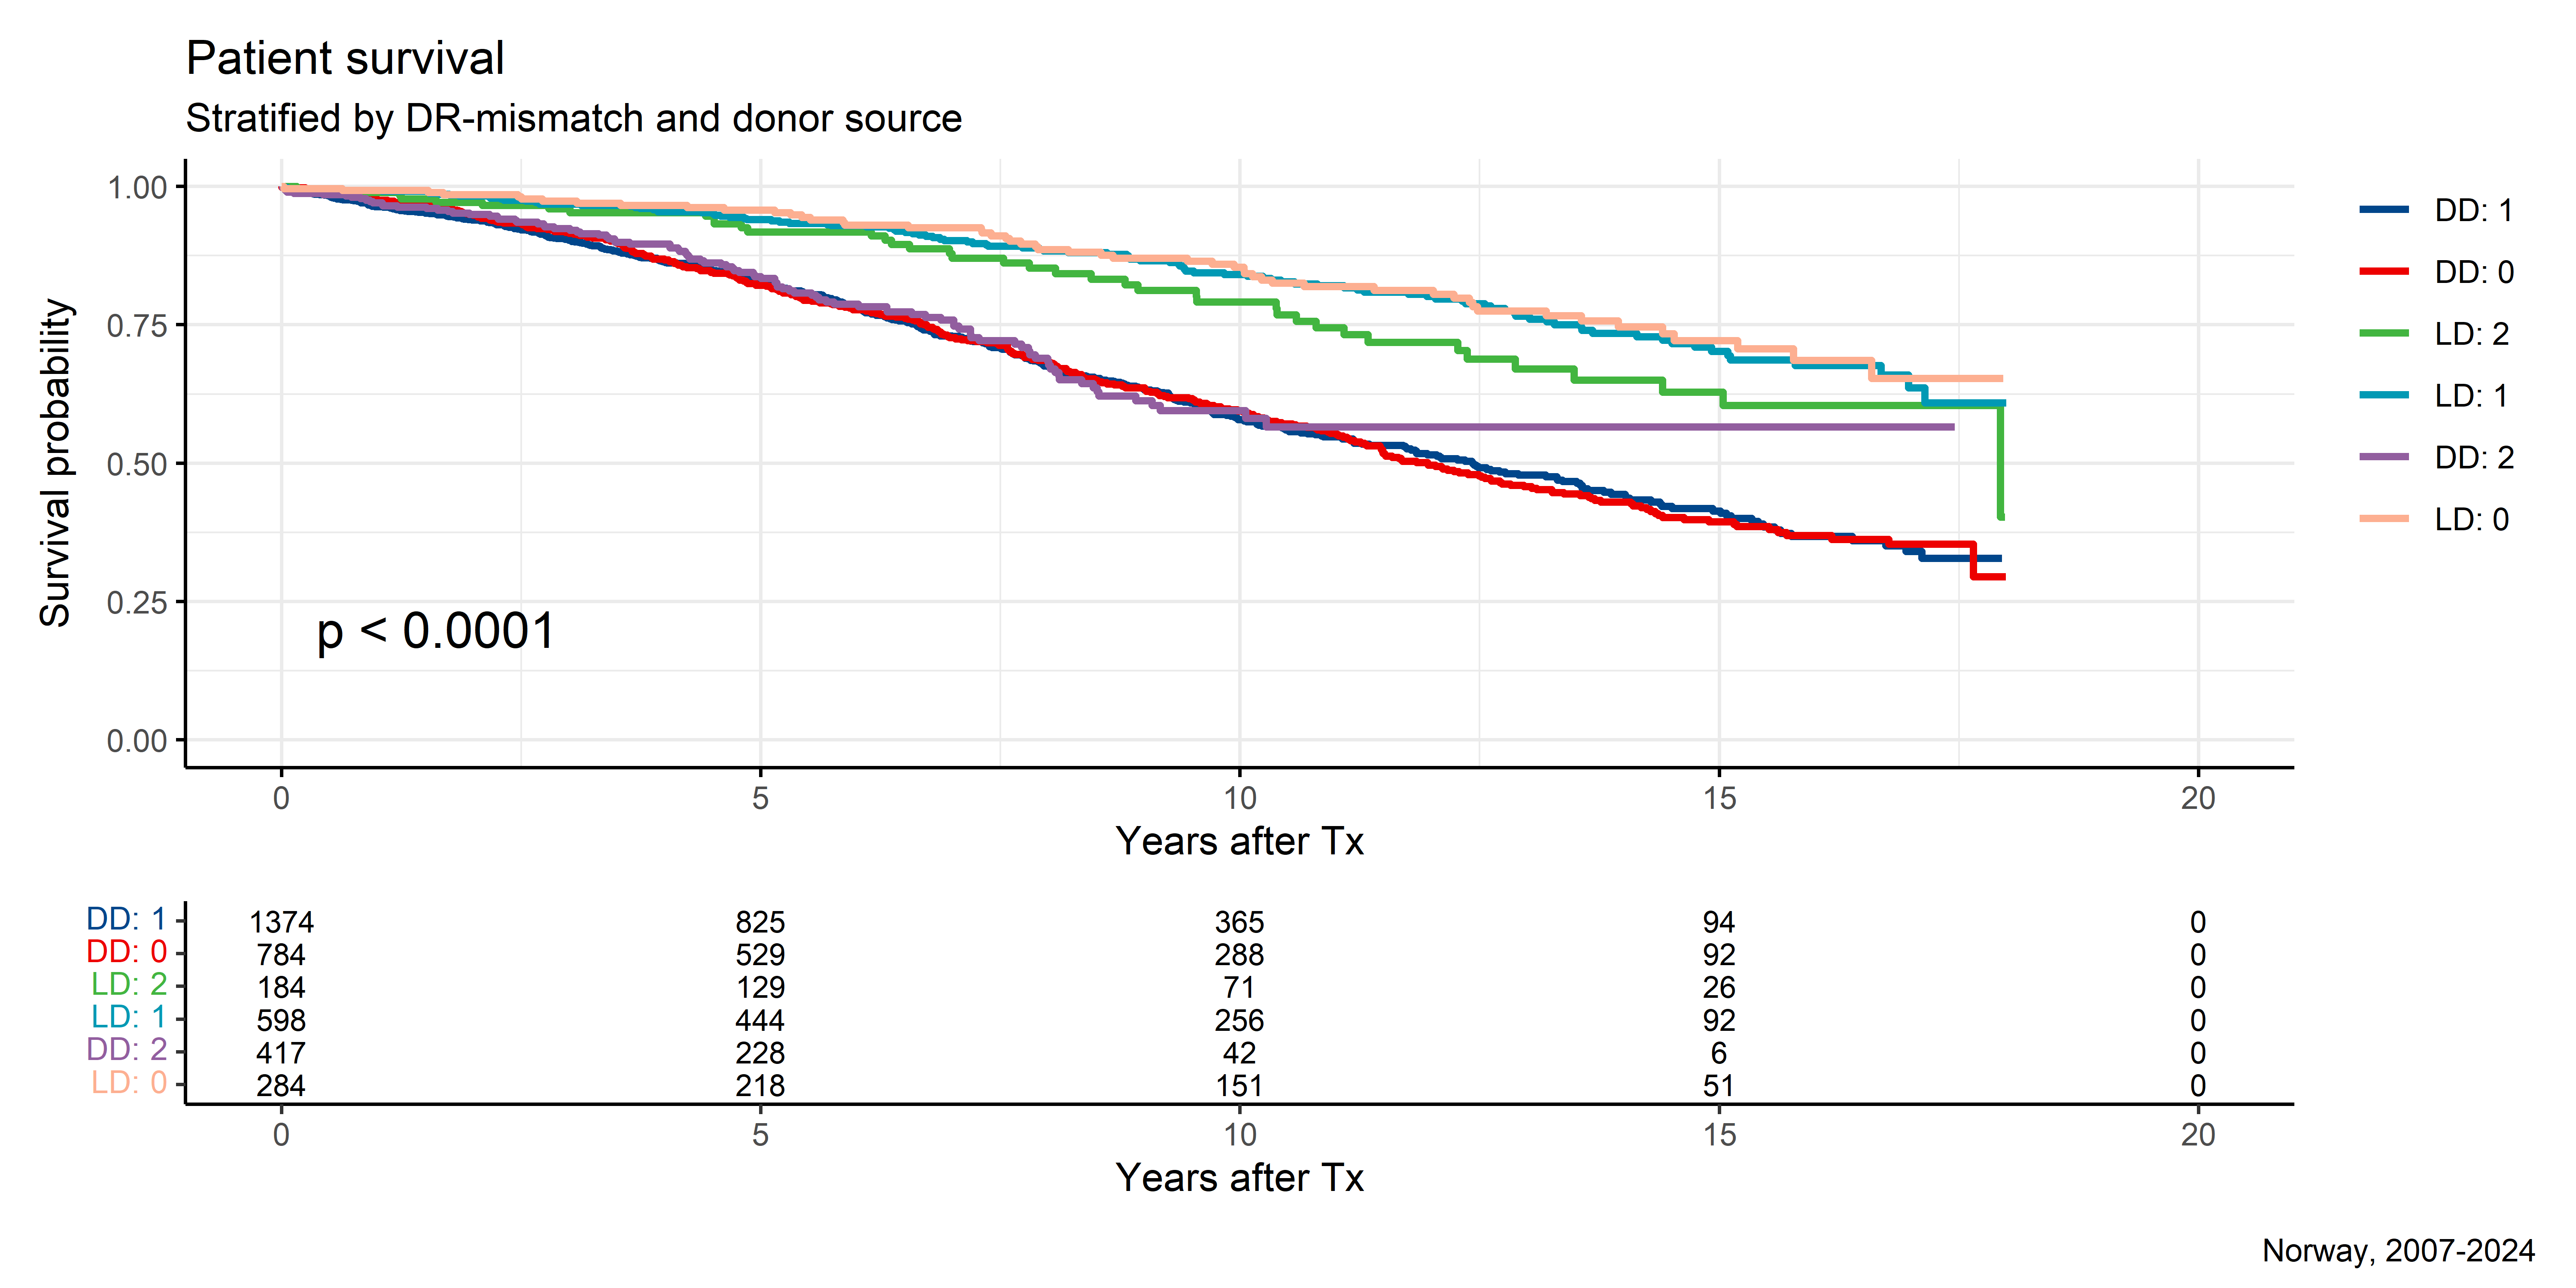 Patient survival
Stratified by DR-mismatch and donor source
Survival probability
1.00
0.75
0.50
0.25
0.00
p < 0.0001
0 5 10 15 20
Years after Tx
DD: 1
DD: 0
LD: 2
LD: 1
DD: 2
LD: 0
DD: 1 1374 825 365 94 0
DD: 0 784 529 288 92 0
LD: 2 184 129 71 26 0
LD: 1 598 444 256 92 0
DD: 2 417 228 42 6 0
LD: 0 284 218 151 51 0
0 5 10 15 20
Years after Tx
Norway, 2007-2024